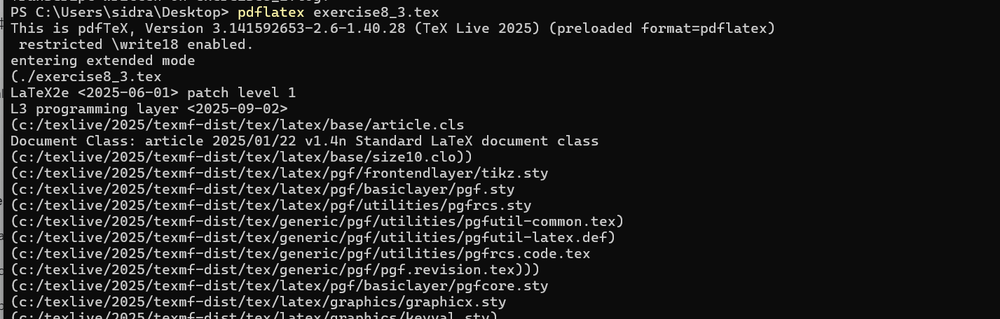 PS C:\Users\sidra\Desktop> pdflatex exercise8_3.tex
This is pdfTeX, Version 3.141592653-2.6-1.40.28 (TeX Live 2025) (preloaded format=pdflatex)
 restricted \write18 enabled.
entering extended mode
(./exercise8_3.tex
LaTeX2e <2025-06-01> patch level 1
L3 programming layer <2025-09-02>
(c:/texlive/2025/texmf-dist/tex/latex/base/article.cls
Document Class: article 2025/01/22 v1.4n Standard LaTeX document class
(c:/texlive/2025/texmf-dist/tex/latex/base/size10.clo))
(c:/texlive/2025/texmf-dist/tex/latex/pgf/frontendlayer/tikz.sty
(c:/texlive/2025/texmf-dist/tex/latex/pgf/basiclayer/pgf.sty
(c:/texlive/2025/texmf-dist/tex/latex/pgf/utilities/pgfrcs.sty
(c:/texlive/2025/texmf-dist/tex/generic/pgf/utilities/pgfutil-common.tex)
(c:/texlive/2025/texmf-dist/tex/generic/pgf/utilities/pgfutil-latex.def)
(c:/texlive/2025/texmf-dist/tex/generic/pgf/utilities/pgfrcs.code.tex
(c:/texlive/2025/texmf-dist/tex/generic/pgf/pgf.revision.tex)))
(c:/texlive/2025/texmf-dist/tex/latex/pgf/basiclayer/pgfcore.sty
(c:/texlive/2025/texmf-dist/tex/latex/graphics/graphicx.sty
(c:/texlive/2025/texmf-dist/tex/latex/graphics/keyval.sty)